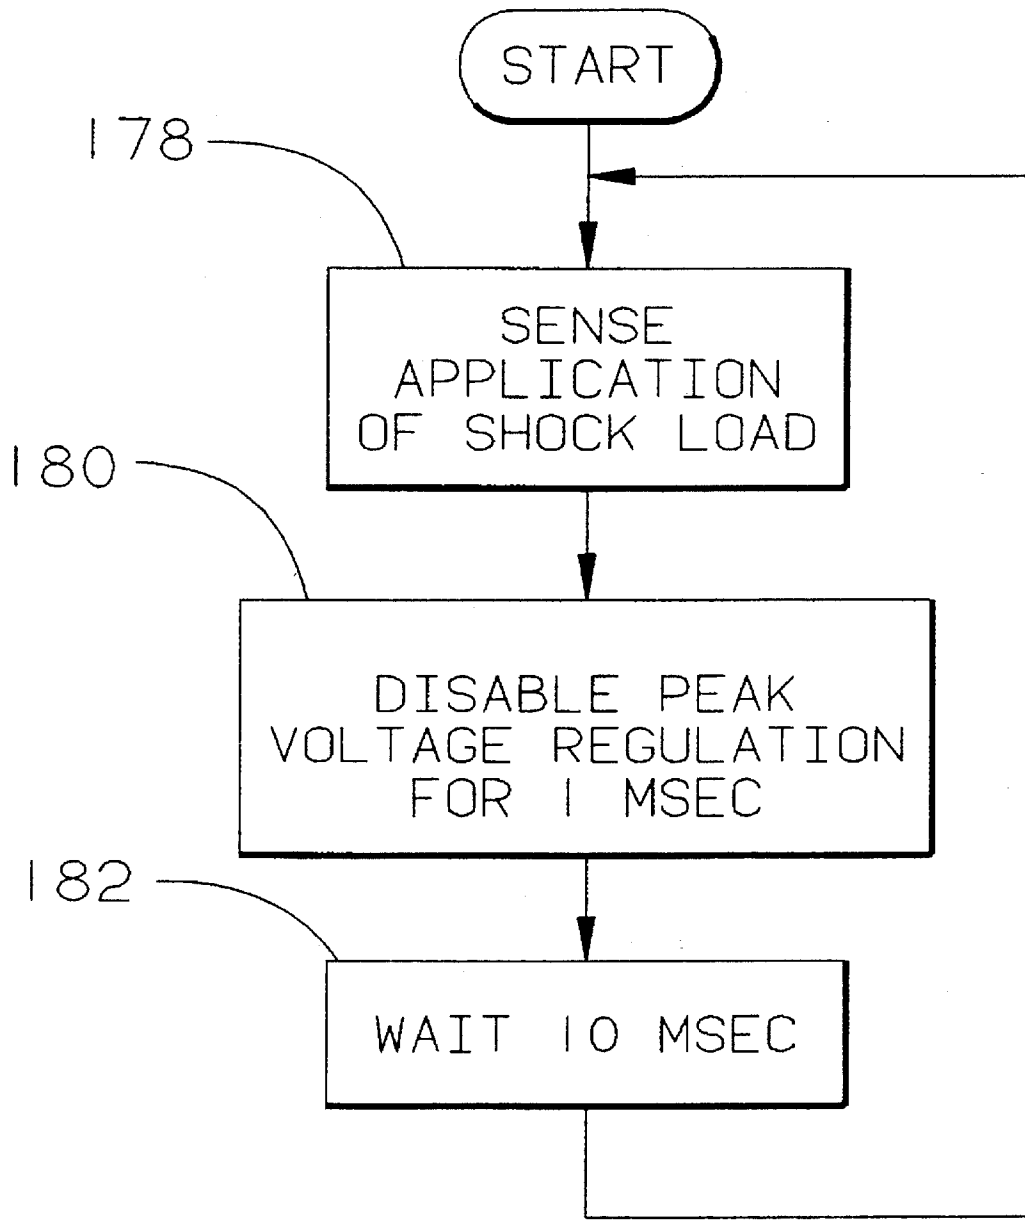 START
178
SENSE
APPLICATION
OF SHOCK LOAD
180
DISABLE PEAK
VOLTAGE REGULATION
FOR 1 MSEC
182
WAIT 10 MSEC